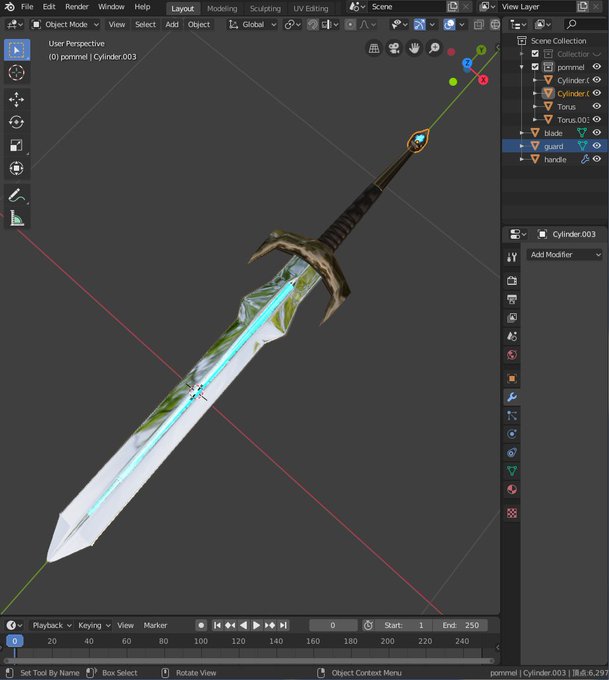 File Edit Render Window Help Layout Modeling Sculpting UV Editing Scene View Layer
Object Mode View Select Add Object Global
User Perspective
(0) pommel | Cylinder.003
Z
Y
X
Scene Collection
Collection
pommel
Cylinder.(
Cylinder.(
Torus
Torus.00:
blade
guard
handle
Cylinder.003
Add Modifier
Playback Keying View Marker 0 Start: 1 End: 250
0 20 40 60 80 100 120 140 160 180 200 220 240
Set Tool By Name Box Select Rotate View Object Context Menu pommel | Cylinder.003 | 頂点:6,29